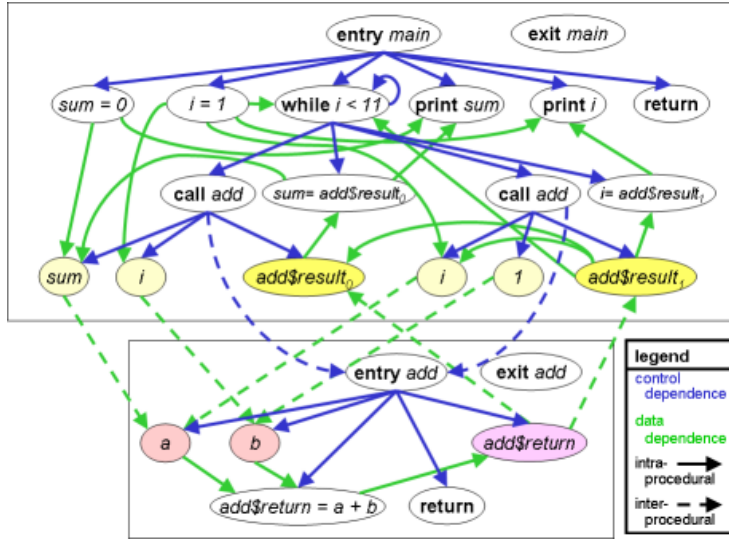 entry main
exit main
sum = 0
i = 1
while i < 11
print sum
print i
return
call add
sum= add$result0
call add
i= add$result1
sum
i
add$result0
i
1
add$result1
entry add
exit add
a
b
add$return
add$return = a + b
return
legend
control
dependence
data
dependence
intra-
procedural
inter-
procedural